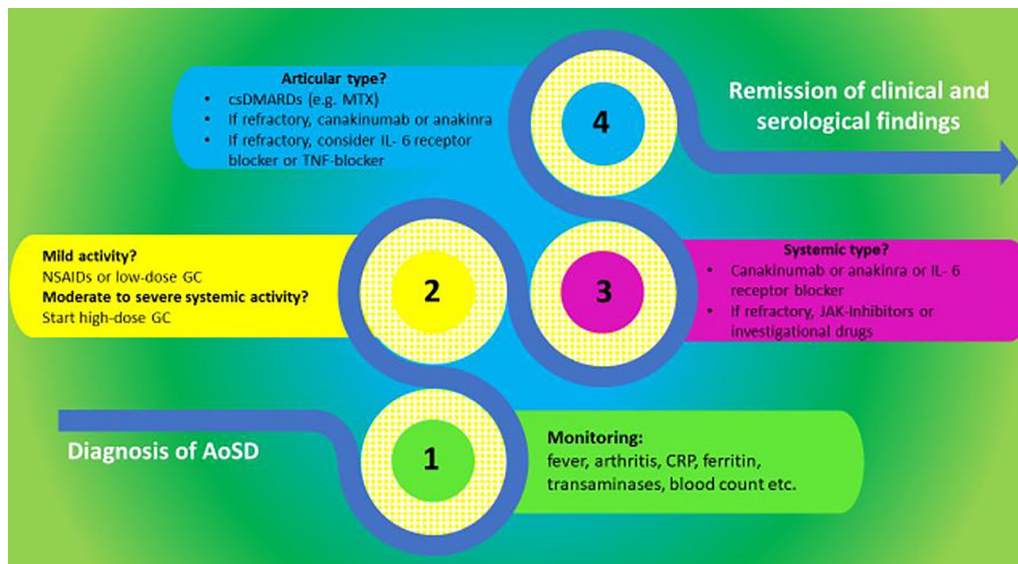 Diagnosis of AoSD
1
Monitoring:
fever, arthritis, CRP, ferritin,
transaminases, blood count etc.
2
Mild activity?
NSAIDs or low-dose GC
Moderate to severe systemic activity?
Start high-dose GC
3
Systemic type?
• Canakinumab or anakinra or IL- 6
receptor blocker
• If refractory, JAK-Inhibitors or
investigational drugs
4
Articular type?
• csDMARDs (e.g. MTX)
• If refractory, canakinumab or anakinra
• If refractory, consider IL- 6 receptor
blocker or TNF-blocker
Remission of clinical and
serological findings